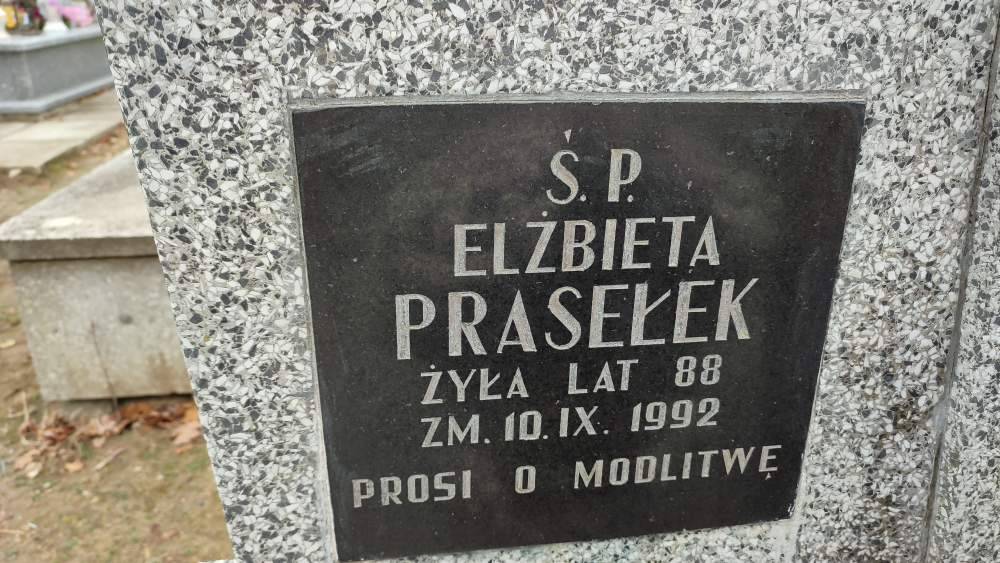 Ś. P.
ELŻBIETA
PRASEŁEK
ŻYŁA LAT 88
ZM. 10. IX. 1992
PROSI O MODLITWĘ